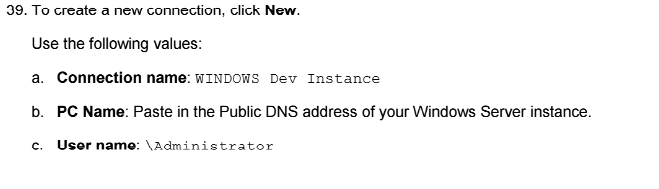 39. To create a new connection, click New.
Use the following values:
a. Connection name: WINDOWS Dev Instance
b. PC Name: Paste in the Public DNS address of your Windows Server instance.
c. User name: \Administrator